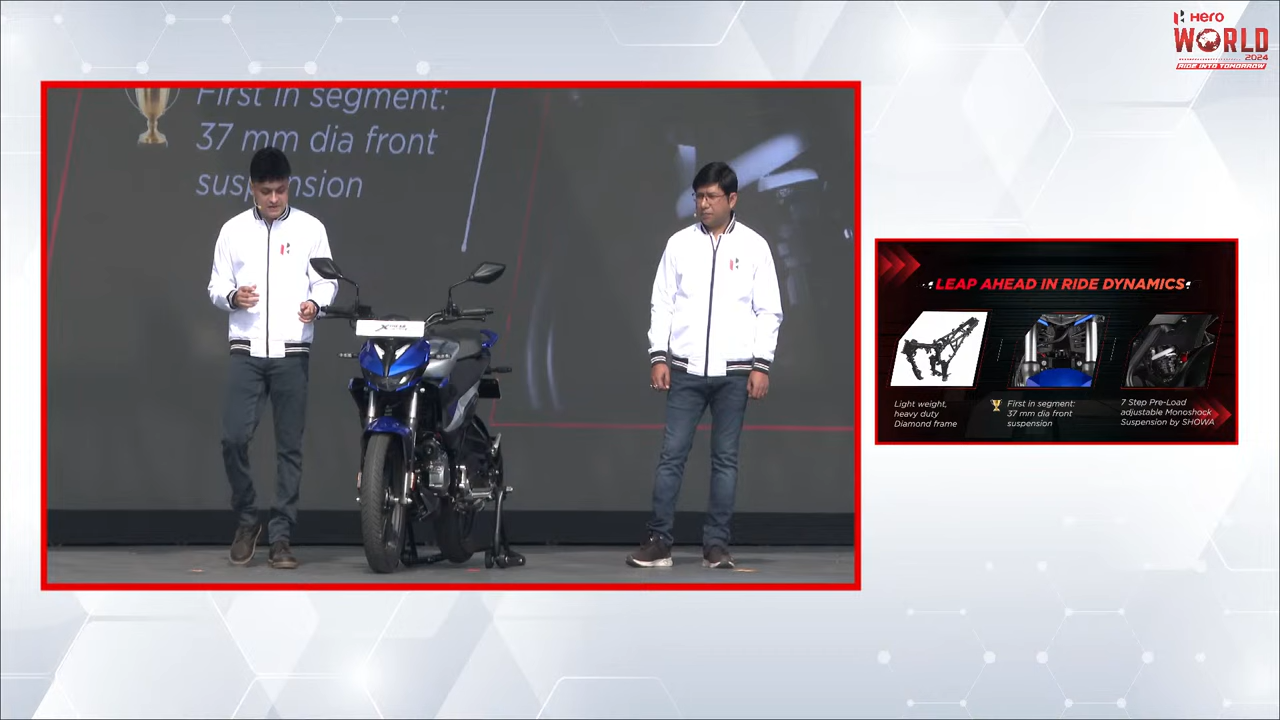 Hero
WORLD
2024
RIDE INTO TOMORROW
First in segment:
37 mm dia front
suspension
LEAP AHEAD IN RIDE DYNAMICS
Light weight,
heavy duty
Diamond frame
First in segment:
37 mm dia front
suspension
7 Step Pre-Load
adjustable Monoshock
Suspension by SHOWA